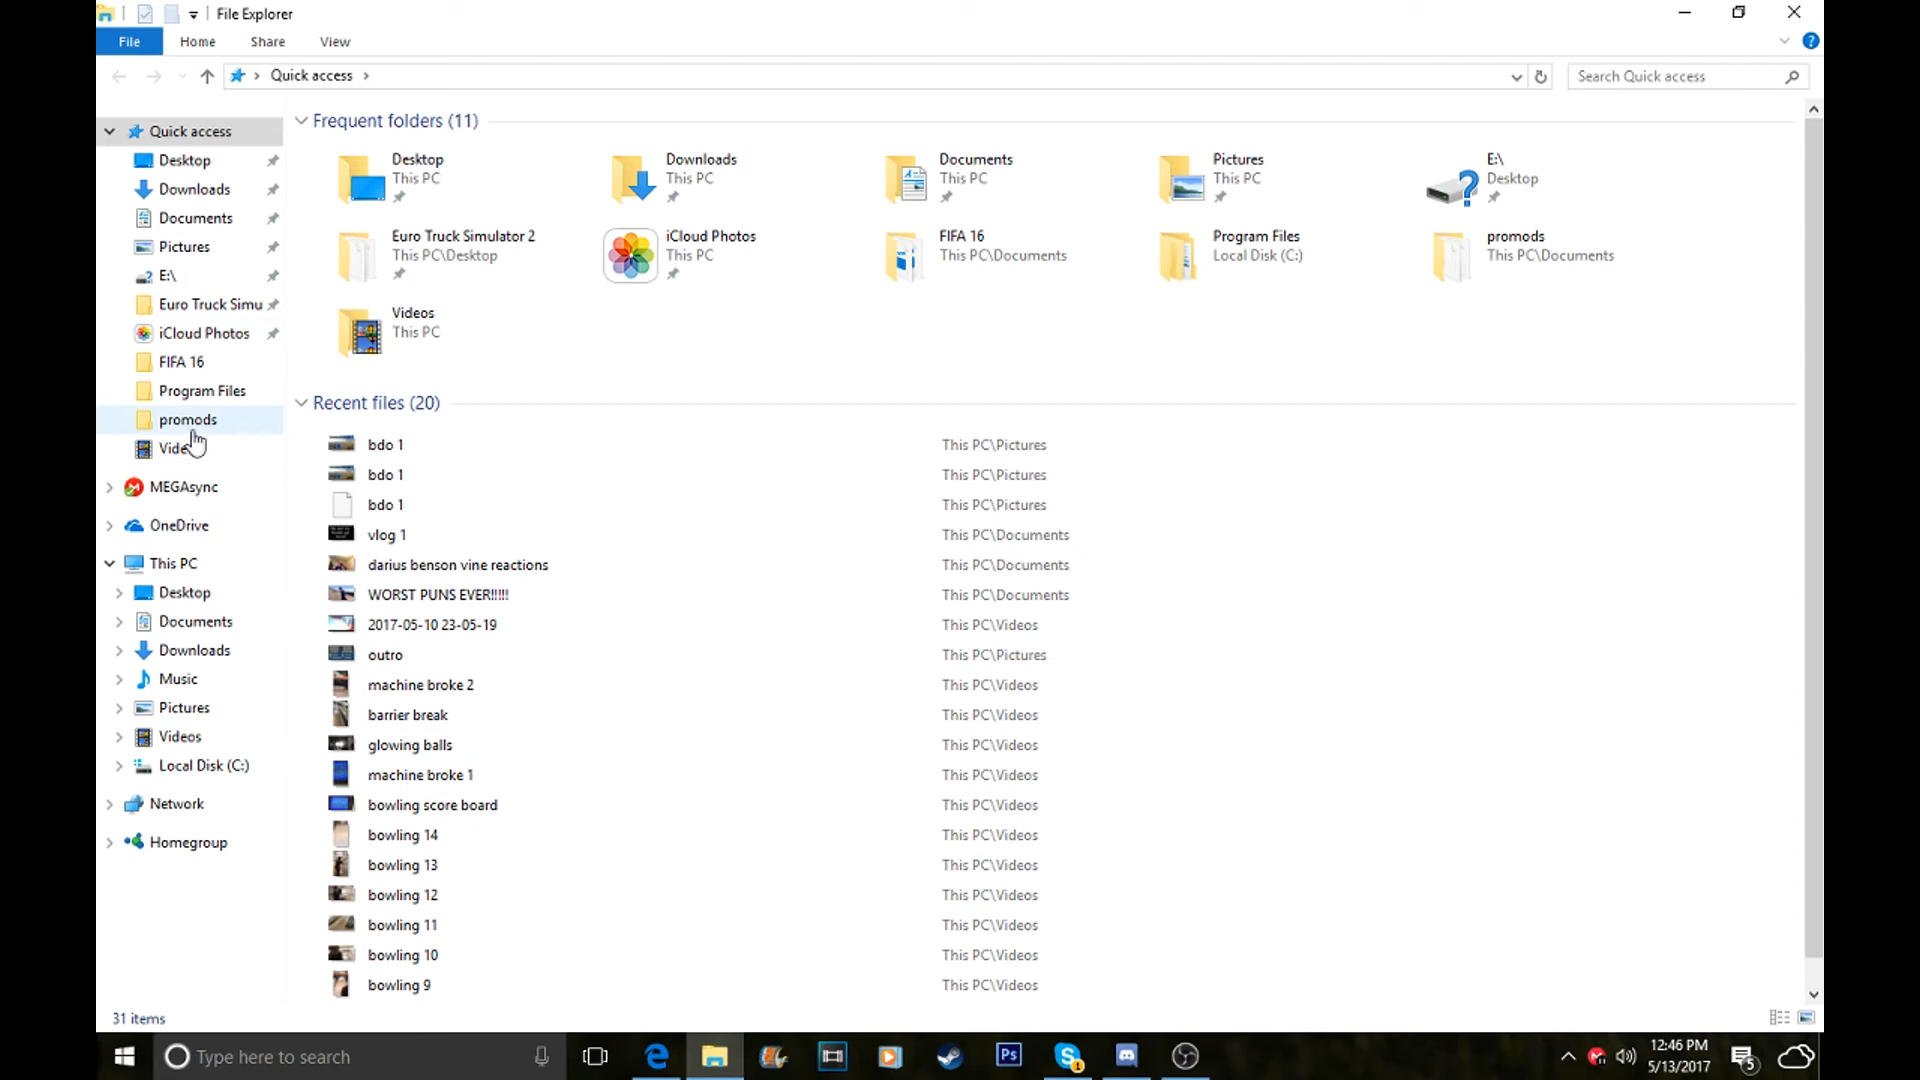 File Explorer
File Home Share View
Quick access
Search Quick access
Quick access
Desktop
Downloads
Documents
Pictures
E:\
Euro Truck Simu
iCloud Photos
FIFA 16
Program Files
promods
MEGAsync
OneDrive
This PC
Desktop
Documents
Downloads
Music
Pictures
Videos
Local Disk (C:)
Network
Homegroup
Frequent folders (11)
Desktop
This PC
Downloads
This PC
Documents
This PC
Pictures
This PC
E:\
Desktop
Euro Truck Simulator 2
This PC\Desktop
iCloud Photos
This PC
FIFA 16
This PC\Documents
Program Files
Local Disk (C:)
promods
This PC\Documents
Videos
This PC
Recent files (20)
bdo 1 This PC\Pictures
bdo 1 This PC\Pictures
bdo 1 This PC\Pictures
vlog 1 This PC\Documents
darius benson vine reactions This PC\Documents
WORST PUNS EVER!!!!! This PC\Documents
2017-05-10 23-05-19 This PC\Videos
outro This PC\Pictures
machine broke 2 This PC\Videos
barrier break This PC\Videos
glowing balls This PC\Videos
machine broke 1 This PC\Videos
bowling score board This PC\Videos
bowling 14 This PC\Videos
bowling 13 This PC\Videos
bowling 12 This PC\Videos
bowling 11 This PC\Videos
bowling 10 This PC\Videos
bowling 9 This PC\Videos
31 items
Type here to search
Ps
12:46 PM
5/13/2017
5